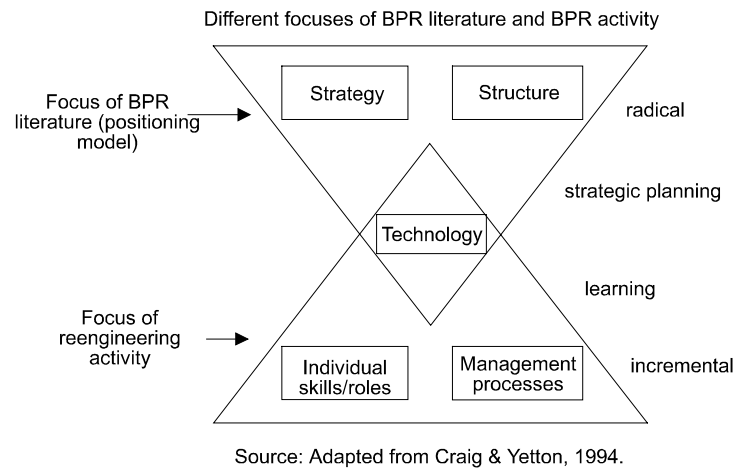 Different focuses of BPR literature and BPR activity
Strategy
Structure
Focus of BPR
literature (positioning
model)
radical
strategic planning
Technology
learning
Focus of
reengineering
activity
Individual
skills/roles
Management
processes
incremental
Source: Adapted from Craig & Yetton, 1994.